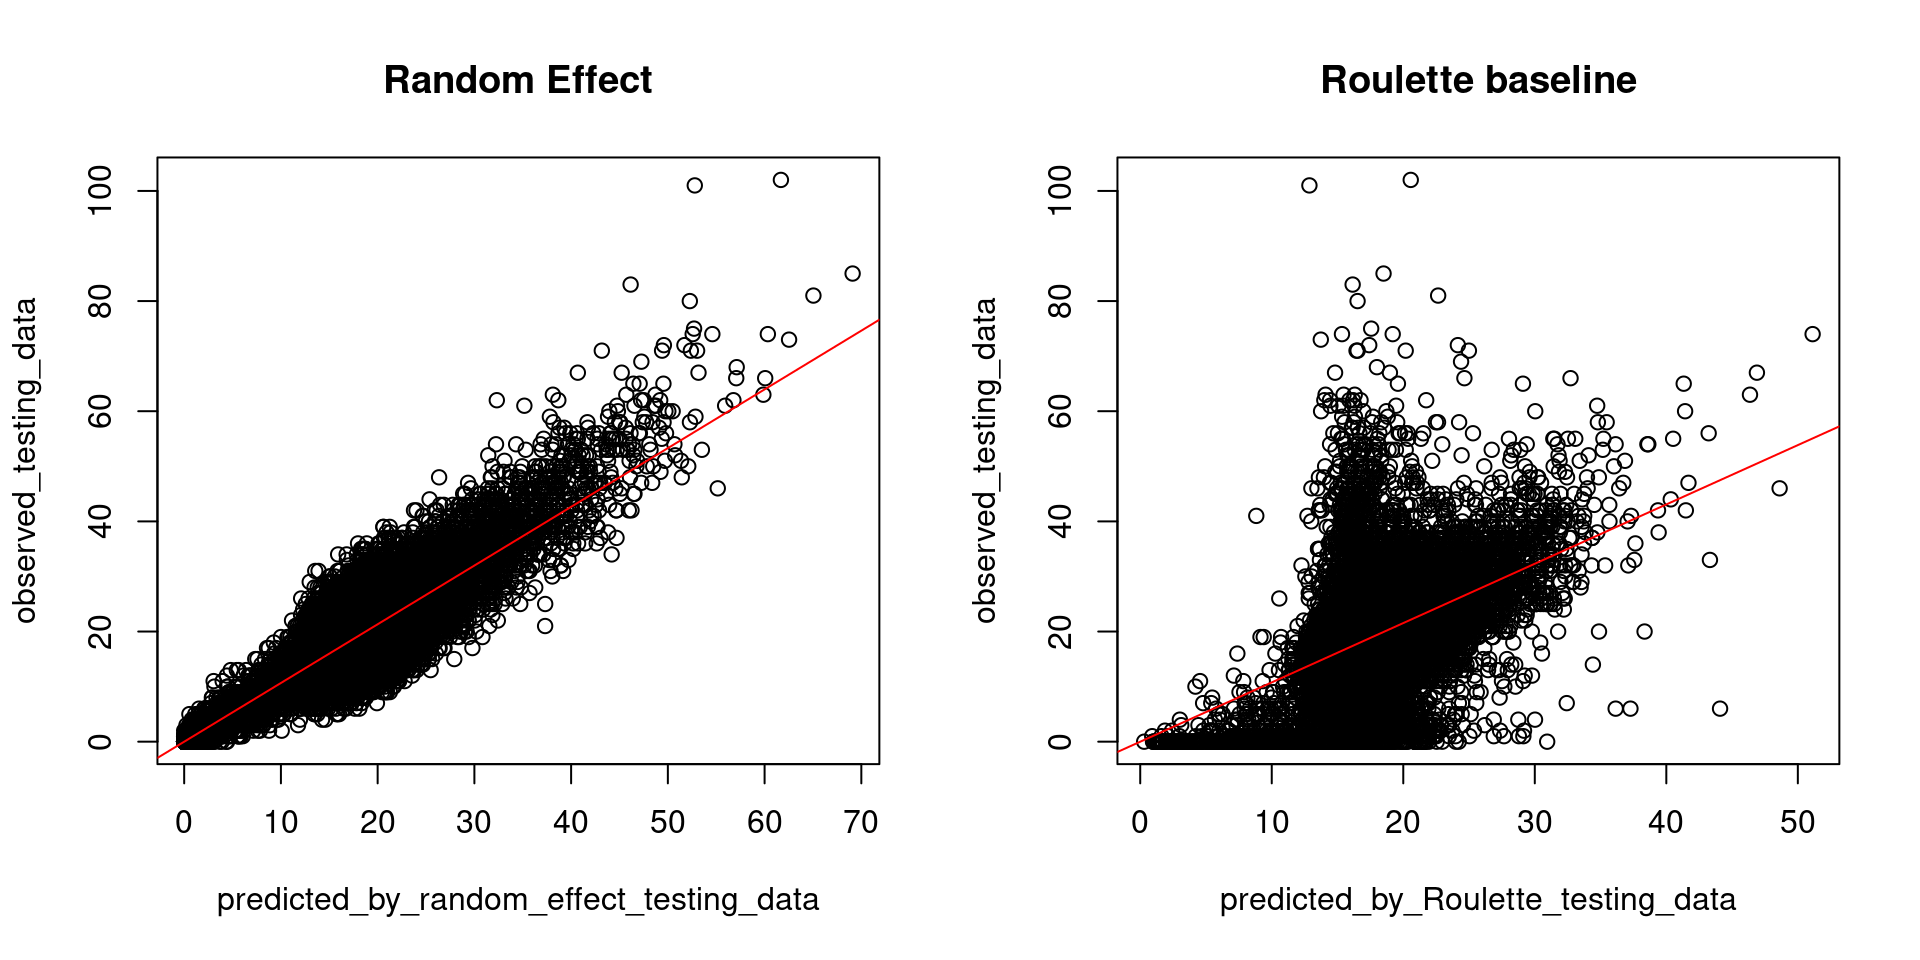 Random Effect
observed_testing_data
0 20 40 60 80 100
0 10 20 30 40 50 60 70
predicted_by_random_effect_testing_data
Roulette baseline
observed_testing_data
0 20 40 60 80 100
0 10 20 30 40 50
predicted_by_Roulette_testing_data